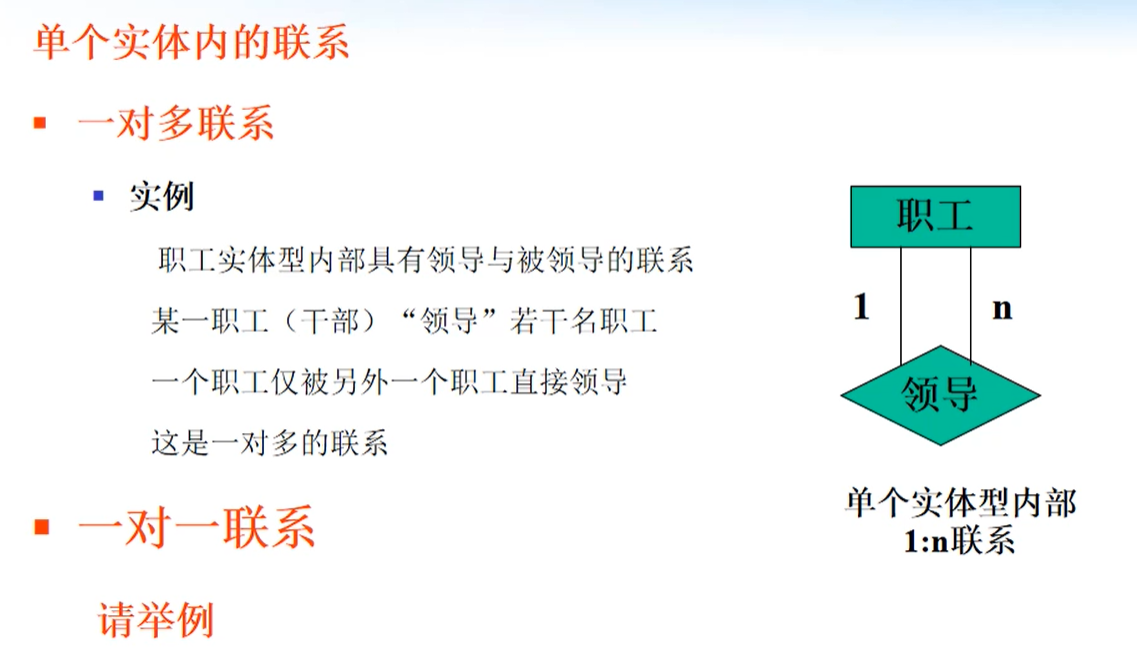 单个实体内的联系
一对多联系
实例
职工实体型内部具有领导与被领导的联系
某一职工（干部）“领导”若干名职工
一个职工仅被另外一个职工直接领导
这是一对多的联系
一对一联系
请举例
职工
1 n
领导
单个实体型内部
1:n联系